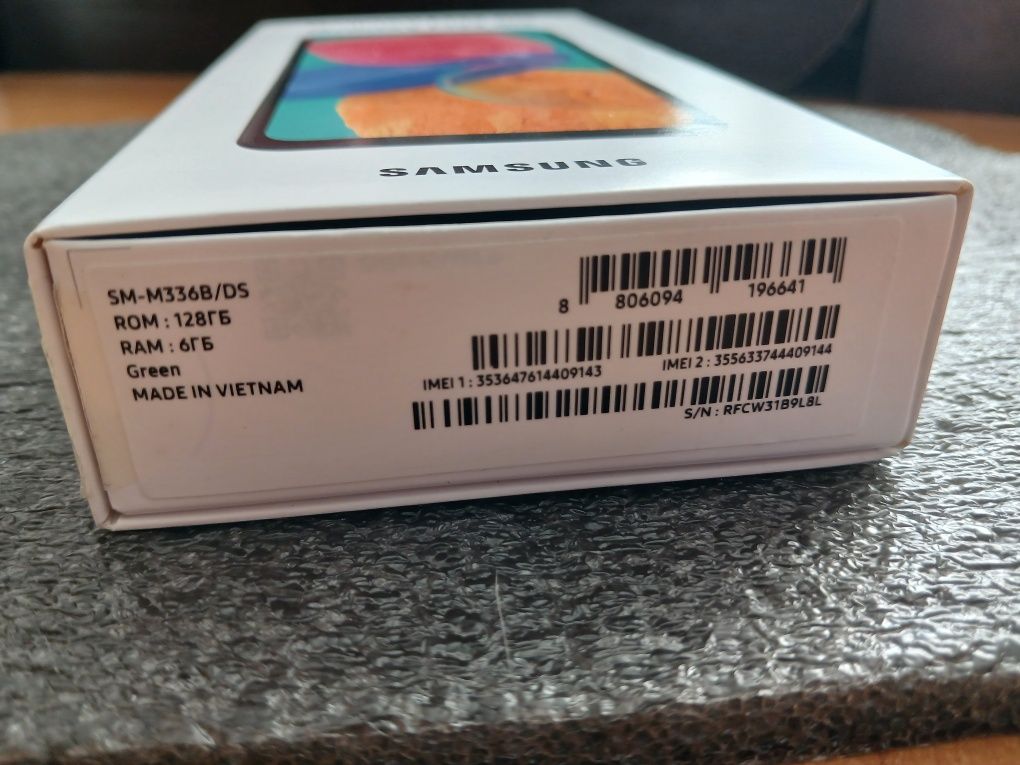 SAMSUNG
SM-M336B/DS
ROM : 128ГБ
RAM : 6ГБ
Green
MADE IN VIETNAM
8 806094 196641
IMEI 1 : 353647614409143
IMEI 2 : 355633744409144
S/N : RFCW31B9L8L